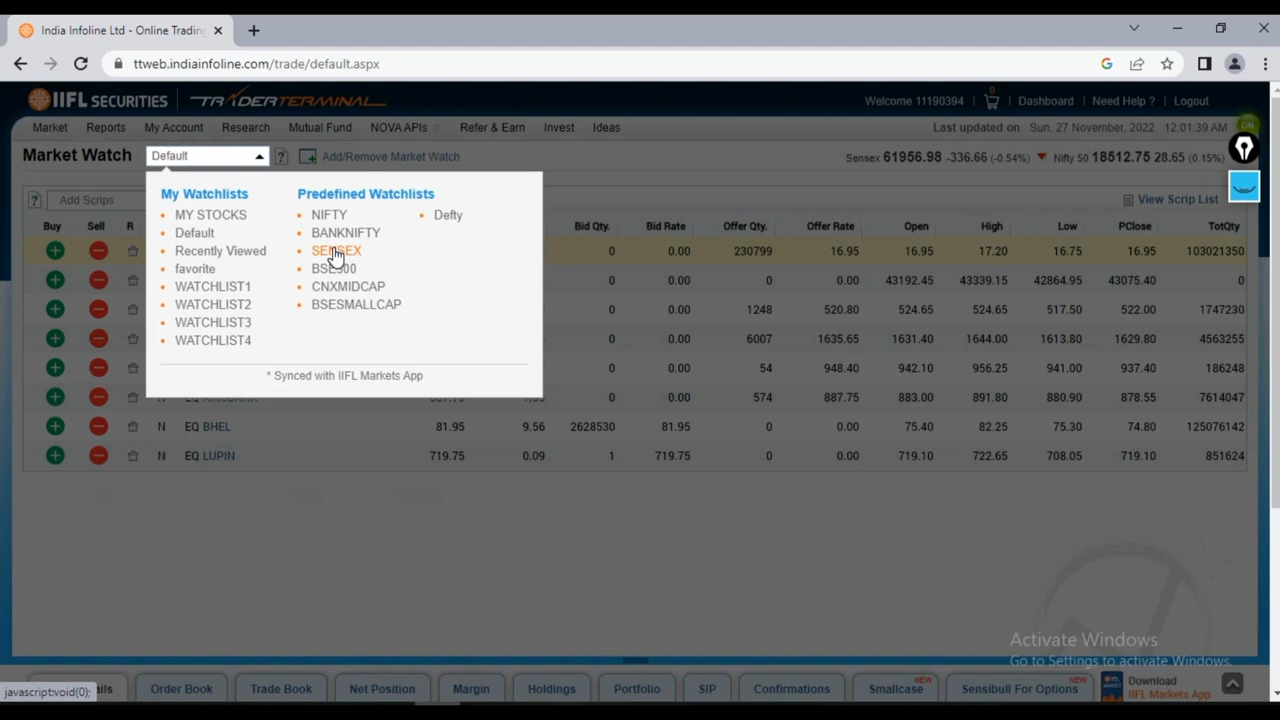 India Infoline Ltd - Online Trading
ttweb.indiainfoline.com/trade/default.aspx
IIFL SECURITIES TRADERTERMINAL
Welcome 11190394 | 0 | Dashboard | Need Help ? | Logout
Market Reports My Account Research Mutual Fund NOVA APIs Refer & Earn Invest Ideas
Last updated on Sun, 27 November, 2022 12:01:39 AM ON
Market Watch Default ? Add/Remove Market Watch
Sensex 61956.98 -336.66 (-0.54%) Nifty 50 18512.75 28.65 (0.15%)
? Add Scrips View Scrip List
My Watchlists
MY STOCKS
Default
Recently Viewed
favorite
WATCHLIST1
WATCHLIST2
WATCHLIST3
WATCHLIST4
Predefined Watchlists
NIFTY
BANKNIFTY
SENSEX
CNXMIDCAP
BSESMALLCAP
Defty
* Synced with IIFL Markets App
Buy Sell R Bid Qty. Bid Rate Offer Qty. Offer Rate Open High Low PClose TotQty
0 0.00 230799 16.95 16.95 17.20 16.75 16.95 103021350
0 0.00 0 0.00 43192.45 43339.15 42864.95 43075.40 0
0 0.00 1248 520.80 524.65 524.65 517.50 522.00 1747230
0 0.00 6007 1635.65 1631.40 1644.00 1613.80 1629.80 4563255
0 0.00 54 948.40 942.10 956.25 941.00 937.40 186248
0 0.00 574 887.75 883.00 891.80 880.90 878.55 7614047
N EQ BHEL 81.95 9.56 2628530 81.95 0 0.00 75.40 82.25 75.30 74.80 125076142
N EQ LUPIN 719.75 0.09 1 719.75 0 0.00 719.10 722.65 708.05 719.10 851624
Activate Windows
Go to Settings to activate Windows.
javascript:void(0);
ails Order Book Trade Book Net Position Margin Holdings Portfolio SIP Confirmations Smallcase NEW Sensibull For Options NEW
Download
IIFL Markets App